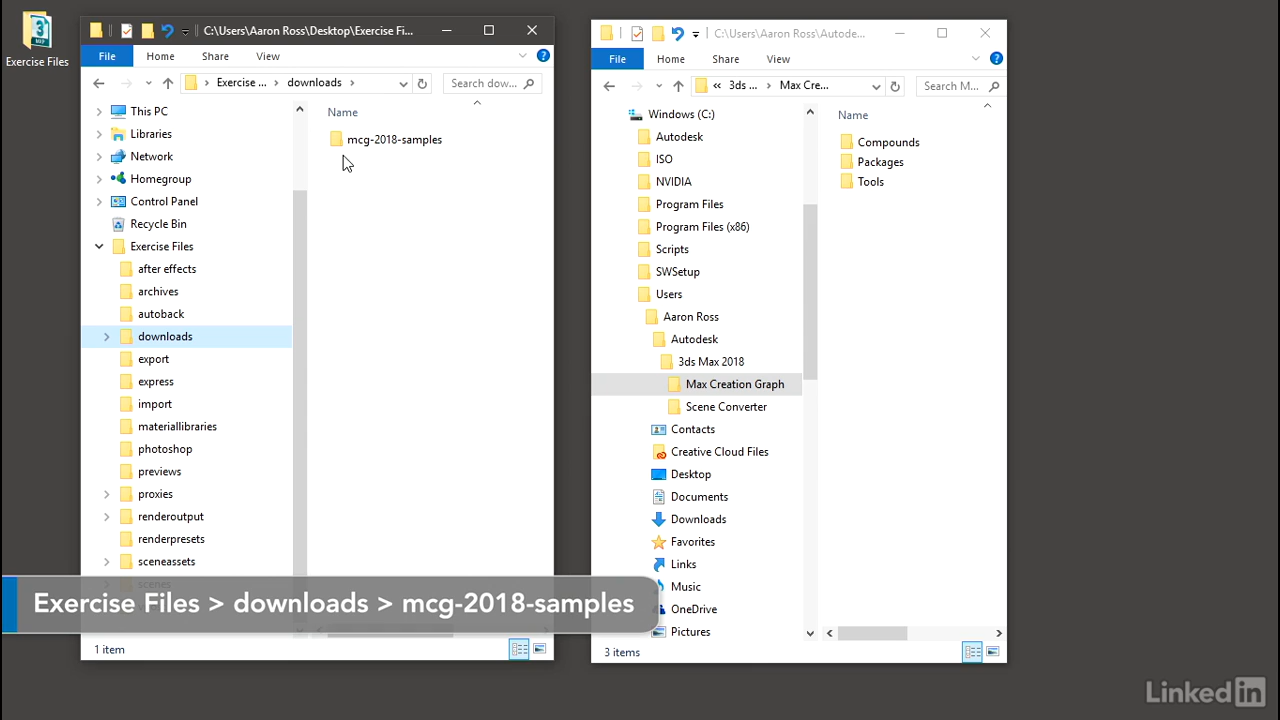 Exercise Files
C:\Users\Aaron Ross\Desktop\Exercise Fi...
File
Home
Share
View
Exercise ...
downloads
Search dow...
This PC
Libraries
Network
Homegroup
Control Panel
Recycle Bin
Exercise Files
after effects
archives
autoback
downloads
export
express
import
materiallibraries
photoshop
previews
proxies
renderoutput
renderpresets
sceneassets
scenes
Name
mcg-2018-samples
1 item
C:\Users\Aaron Ross\Autode...
File
Home
Share
View
« 3ds ...
Max Cre...
Search M...
Windows (C:)
Autodesk
ISO
NVIDIA
Program Files
Program Files (x86)
Scripts
SWSetup
Users
Aaron Ross
Autodesk
3ds Max 2018
Max Creation Graph
Scene Converter
Contacts
Creative Cloud Files
Desktop
Documents
Downloads
Favorites
Links
Music
OneDrive
Pictures
Name
Compounds
Packages
Tools
3 items
Exercise Files > downloads > mcg-2018-samples
LinkedIn